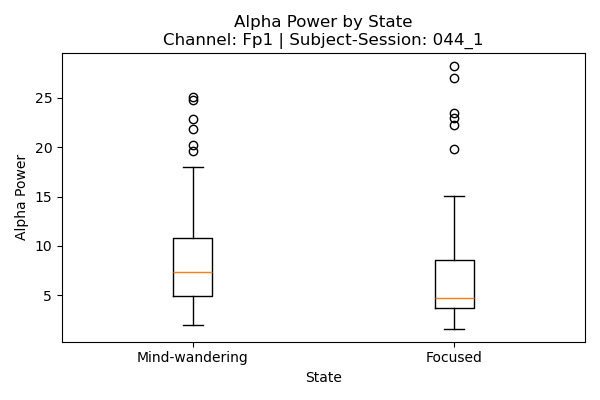 Alpha Power by State
Channel: Fp1 | Subject-Session: 044_1
Alpha Power
25
20
15
10
5
Mind-wandering
Focused
State